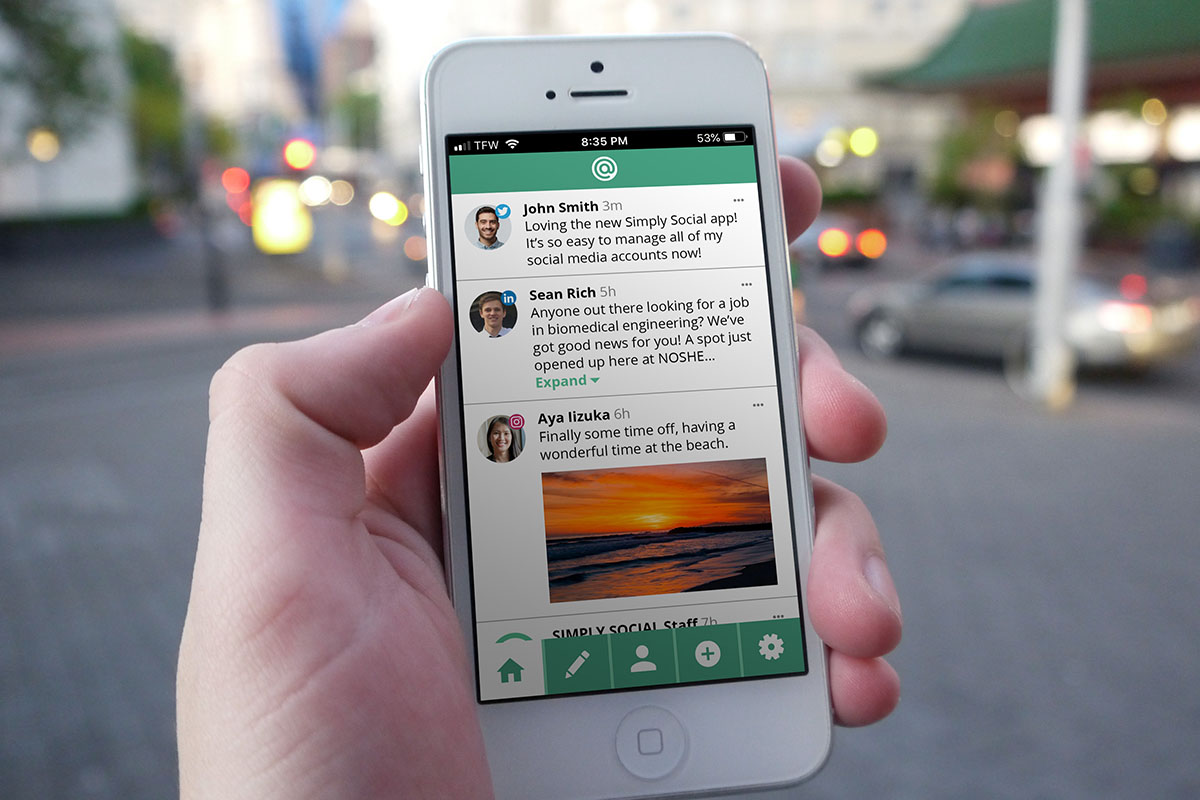 TFW 8:35 PM 53%
@
John Smith 3m
Loving the new Simply Social app!
It's so easy to manage all of my
social media accounts now!
in
Sean Rich 5h
Anyone out there looking for a job
in biomedical engineering? We've
got good news for you! A spot just
opened up here at NOSHE...
Expand
Aya Iizuka 6h
Finally some time off, having a
wonderful time at the beach.
SIMPLY SOCIAL Staff 7h